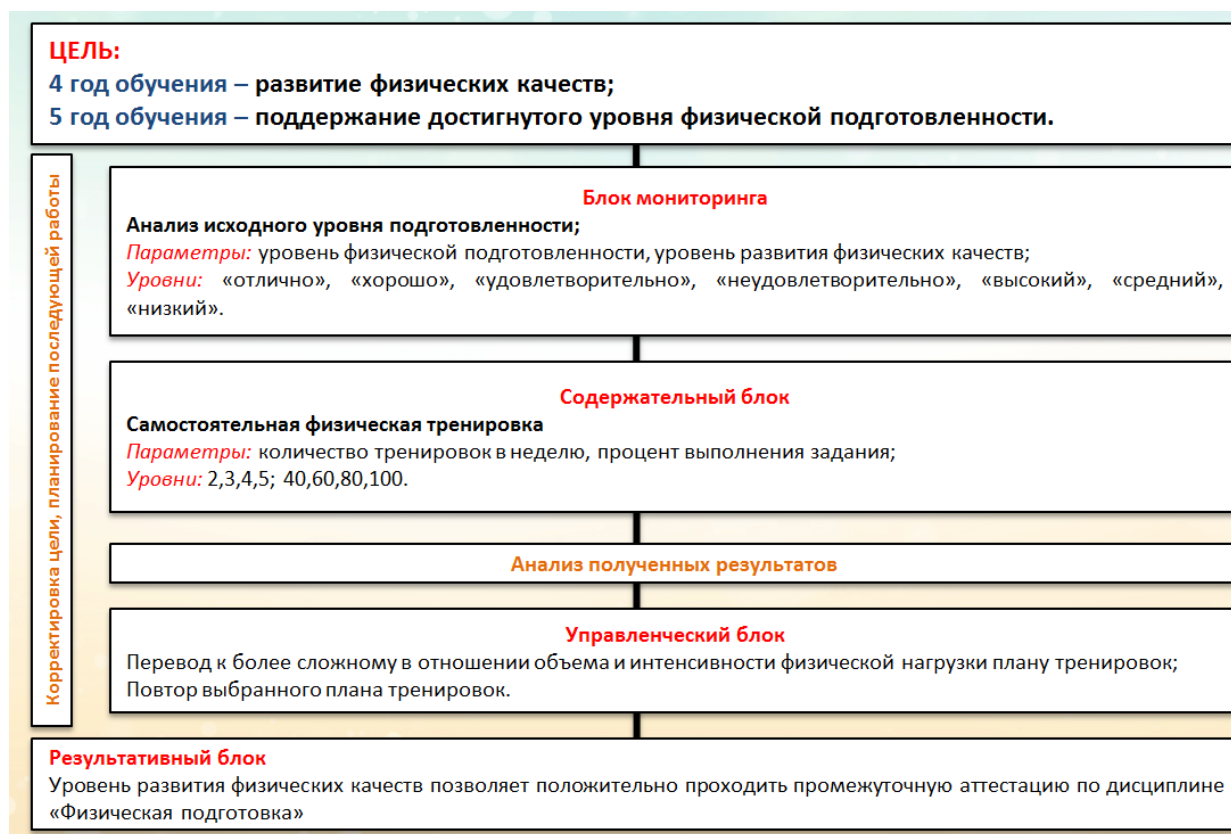 ЦЕЛЬ:
4 год обучения – развитие физических качеств;
5 год обучения – поддержание достигнутого уровня физической подготовленности.
Корректировка цели, планирование последующей работы
Блок мониторинга
Анализ исходного уровня подготовленности;
Параметры: уровень физической подготовленности, уровень развития физических качеств;
Уровни: «отлично», «хорошо», «удовлетворительно», «неудовлетворительно», «высокий», «средний»,
«низкий».
Содержательный блок
Самостоятельная физическая тренировка
Параметры: количество тренировок в неделю, процент выполнения задания;
Уровни: 2,3,4,5; 40,60,80,100.
Анализ полученных результатов
Управленческий блок
Перевод к более сложному в отношении объема и интенсивности физической нагрузки плану тренировок;
Повтор выбранного плана тренировок.
Результативный блок
Уровень развития физических качеств позволяет положительно проходить промежуточную аттестацию по дисциплине
«Физическая подготовка»